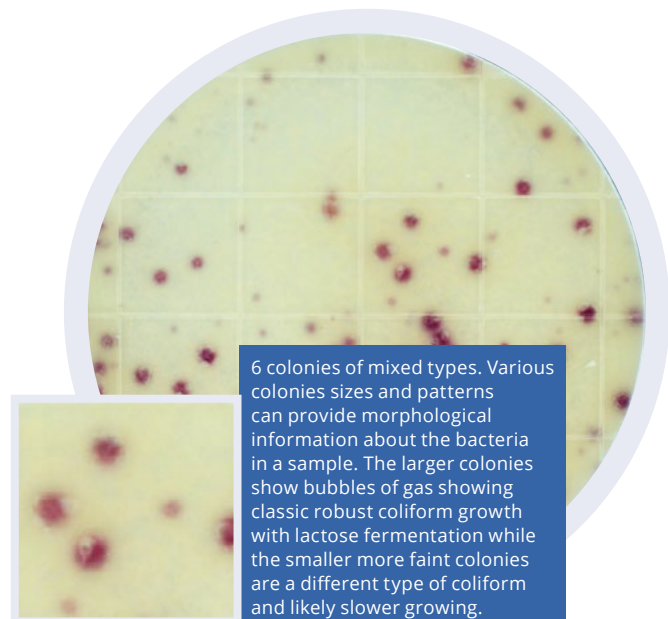 6 colonies of mixed types. Various
colonies sizes and patterns
can provide morphological
information about the bacteria
in a sample. The larger colonies
show bubbles of gas showing
classic robust coliform growth
with lactose fermentation while
the smaller more faint colonies
are a different type of coliform
and likely slower growing.